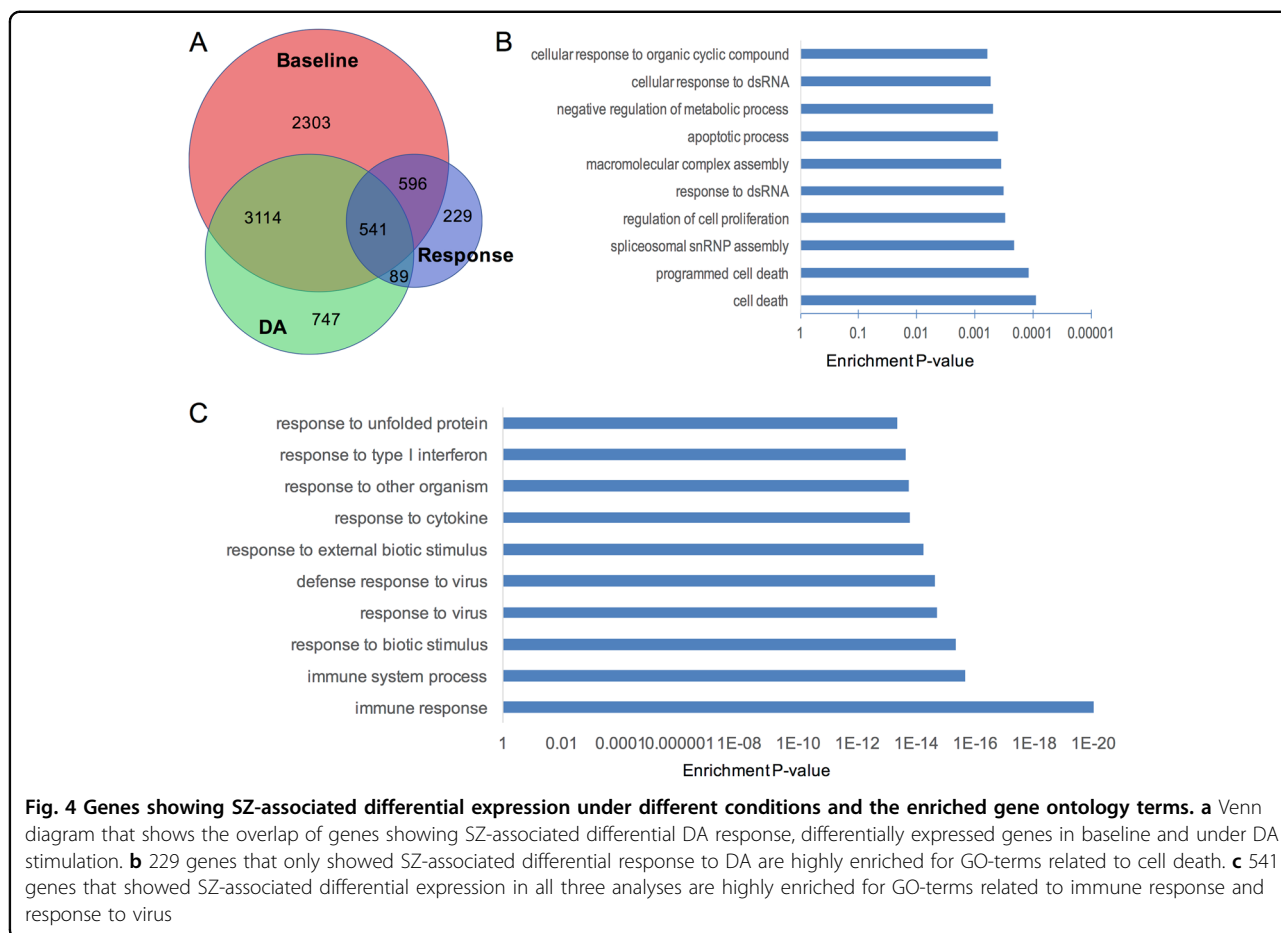 A
Baseline
2303
596
3114
541
229
Response
89
DA
747
B
cellular response to organic cyclic compound
cellular response to dsRNA
negative regulation of metabolic process
apoptotic process
macromolecular complex assembly
response to dsRNA
regulation of cell proliferation
spliceosomal snRNP assembly
programmed cell death
cell death
1 0.1 0.01 0.001 0.0001 0.00001
Enrichment P-value
C
response to unfolded protein
response to type I interferon
response to other organism
response to cytokine
response to external biotic stimulus
defense response to virus
response to virus
response to biotic stimulus
immune system process
immune response
1 0.01 0.0001 0.000001 1E-08 1E-10 1E-12 1E-14 1E-16 1E-18 1E-20
Enrichment P-value
Fig. 4 Genes showing SZ-associated differential expression under different conditions and the enriched gene ontology terms. a Venn
diagram that shows the overlap of genes showing SZ-associated differential DA response, differentially expressed genes in baseline and under DA
stimulation. b 229 genes that only showed SZ-associated differential response to DA are highly enriched for GO-terms related to cell death. c 541
genes that showed SZ-associated differential expression in all three analyses are highly enriched for GO-terms related to immune response and
response to virus